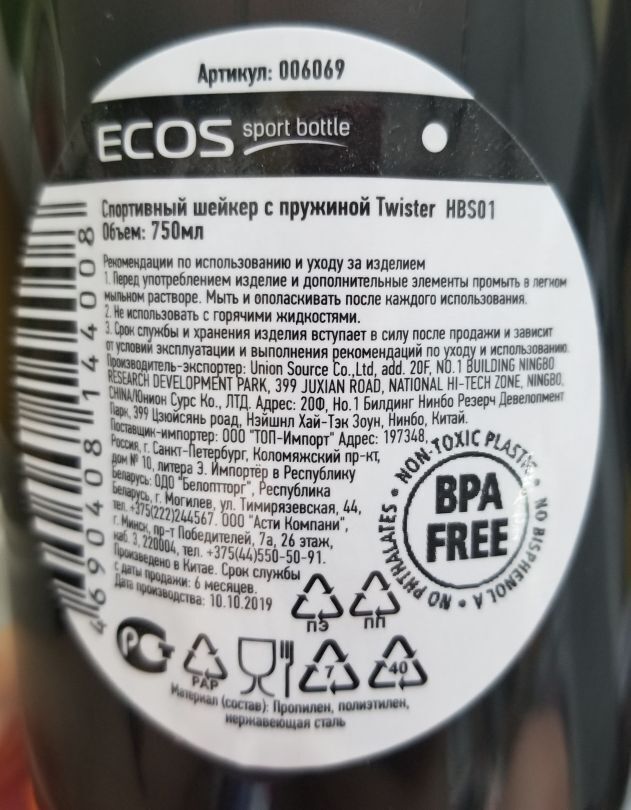 Артикул: 006069
ECOS sport bottle
Спортивный шейкер с пружиной Twister HBS01
Объем: 750мл
Рекомендации по использованию и уходу за изделием
1. Перед употреблением изделие и дополнительные элементы промыть в легком
мыльном растворе. Мыть и ополаскивать после каждого использования.
2. Не использовать с горячими жидкостями.
3. Срок службы и хранения изделия вступает в силу после продажи и зависит
от условий эксплуатации и выполнения рекомендаций по уходу и использованию.
Производитель-экспортер: Union Source Co.,Ltd, add. 20F, NO.1 BUILDING NINGBO
RESEARCH DEVELOPMENT PARK, 399 JUXIAN ROAD, NATIONAL HI-TECH ZONE, NINGBO,
CHINA/Юнион Сурс Ко., ЛТД. Адрес: 20Ф, Но.1 Билдинг Нинбо Резерч Девелопмент
Парк, 399 Цзюйсянь роад, Нэйшнл Хай-Тэк Зоун, Нинбо, Китай.
Поставщик-импортер: ООО "ТОП-Импорт" Адрес: 197348,
Россия, г. Санкт-Петербург, Коломяжский пр-кт,
дом № 10, литера Э. Импортёр в Республику
Беларусь: ОДО "Белоптторг", Республика
Беларусь, г. Могилев, ул. Тимирязевская, 44,
тел. +375(222)244567. ООО "Асти Компани",
г. Минск, пр-т Победителей, 7а, 26 этаж,
каб. 3, 220004, тел. +375(44)550-50-91.
Произведено в Китае. Срок службы
с даты продажи: 6 месяцев.
Дата производства: 10.10.2019
4690408144008
NON-TOXIC PLASTIC • NO BISPHENOL A • NO PHTHALATES •
BPA
FREE
ПЭ ПП
РСТ PAP 7 40
Материал (состав): Пропилен, полиэтилен,
нержавеющая сталь